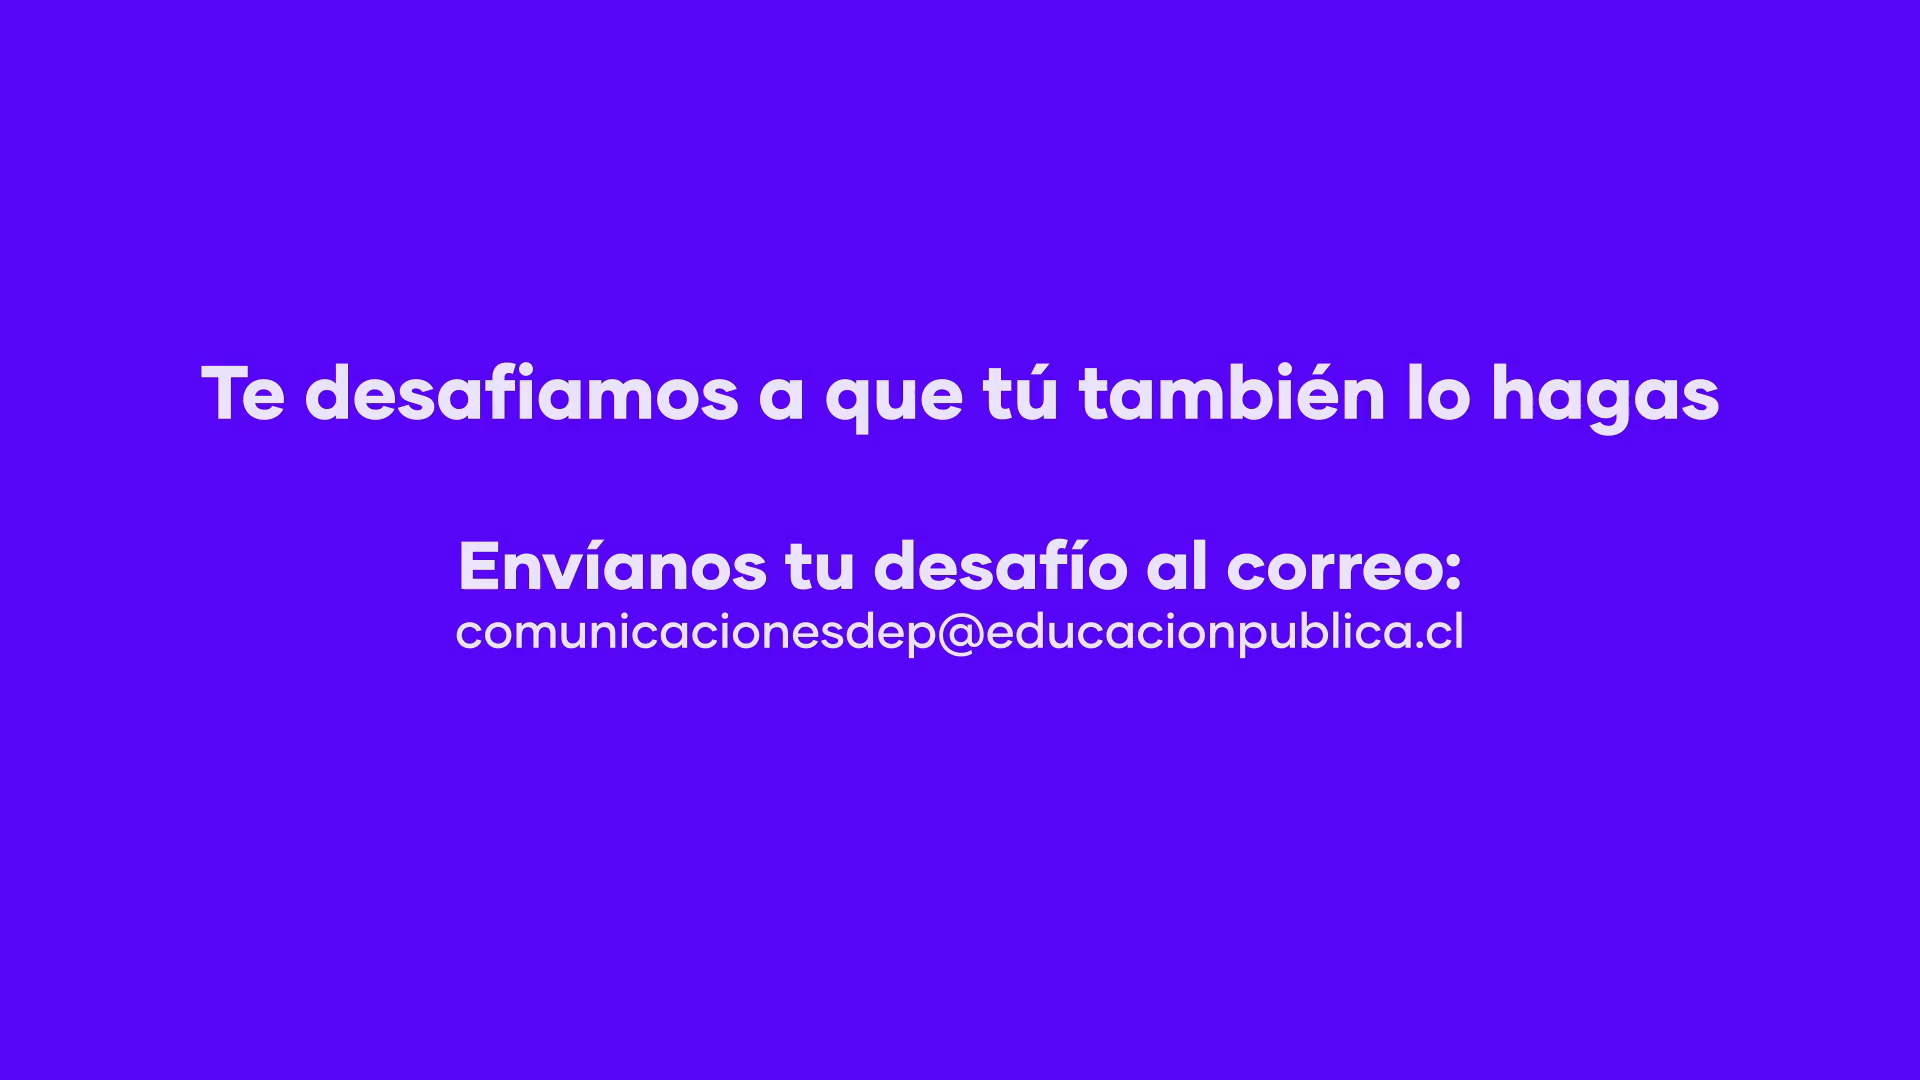 Te desafiamos a que tú también lo hagas
Envíanos tu desafío al correo:
comunicacionesdep@educacionpublica.cl